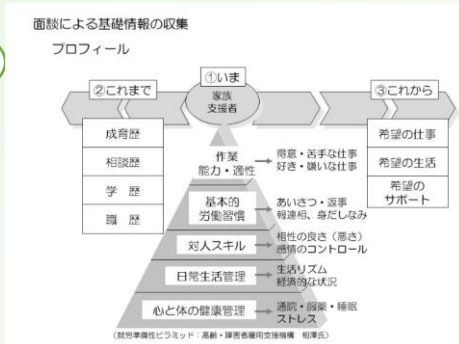 面談による基礎情報の収集
プロフィール
①いま
②これまで
家族
支援者
③これから
成育歴
相談歴
学 歴
職 歴
希望の仕事
希望の生活
希望の
サポート
作業
能力・適性
得意・苦手な仕事
好き・嫌いな仕事
基本的
労働習慣
あいさつ・返事
報連相、身だしなみ
対人スキル
相性の良さ（悪さ）
感情のコントロール
日常生活管理
生活リズム
経済的な状況
心と体の健康管理
通院・服薬・睡眠
ストレス
（就労準備性ピラミッド：高齢・障害者雇用支援機構 相澤氏）